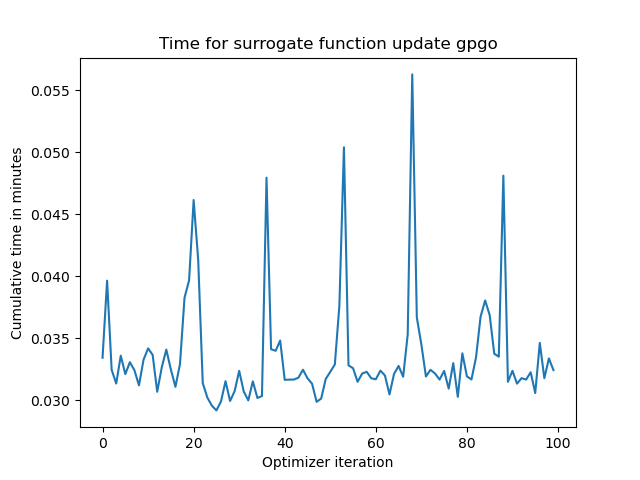 Time for surrogate function update gpgo
Cumulative time in minutes
0.055
0.050
0.045
0.040
0.035
0.030
0 20 40 60 80 100
Optimizer iteration